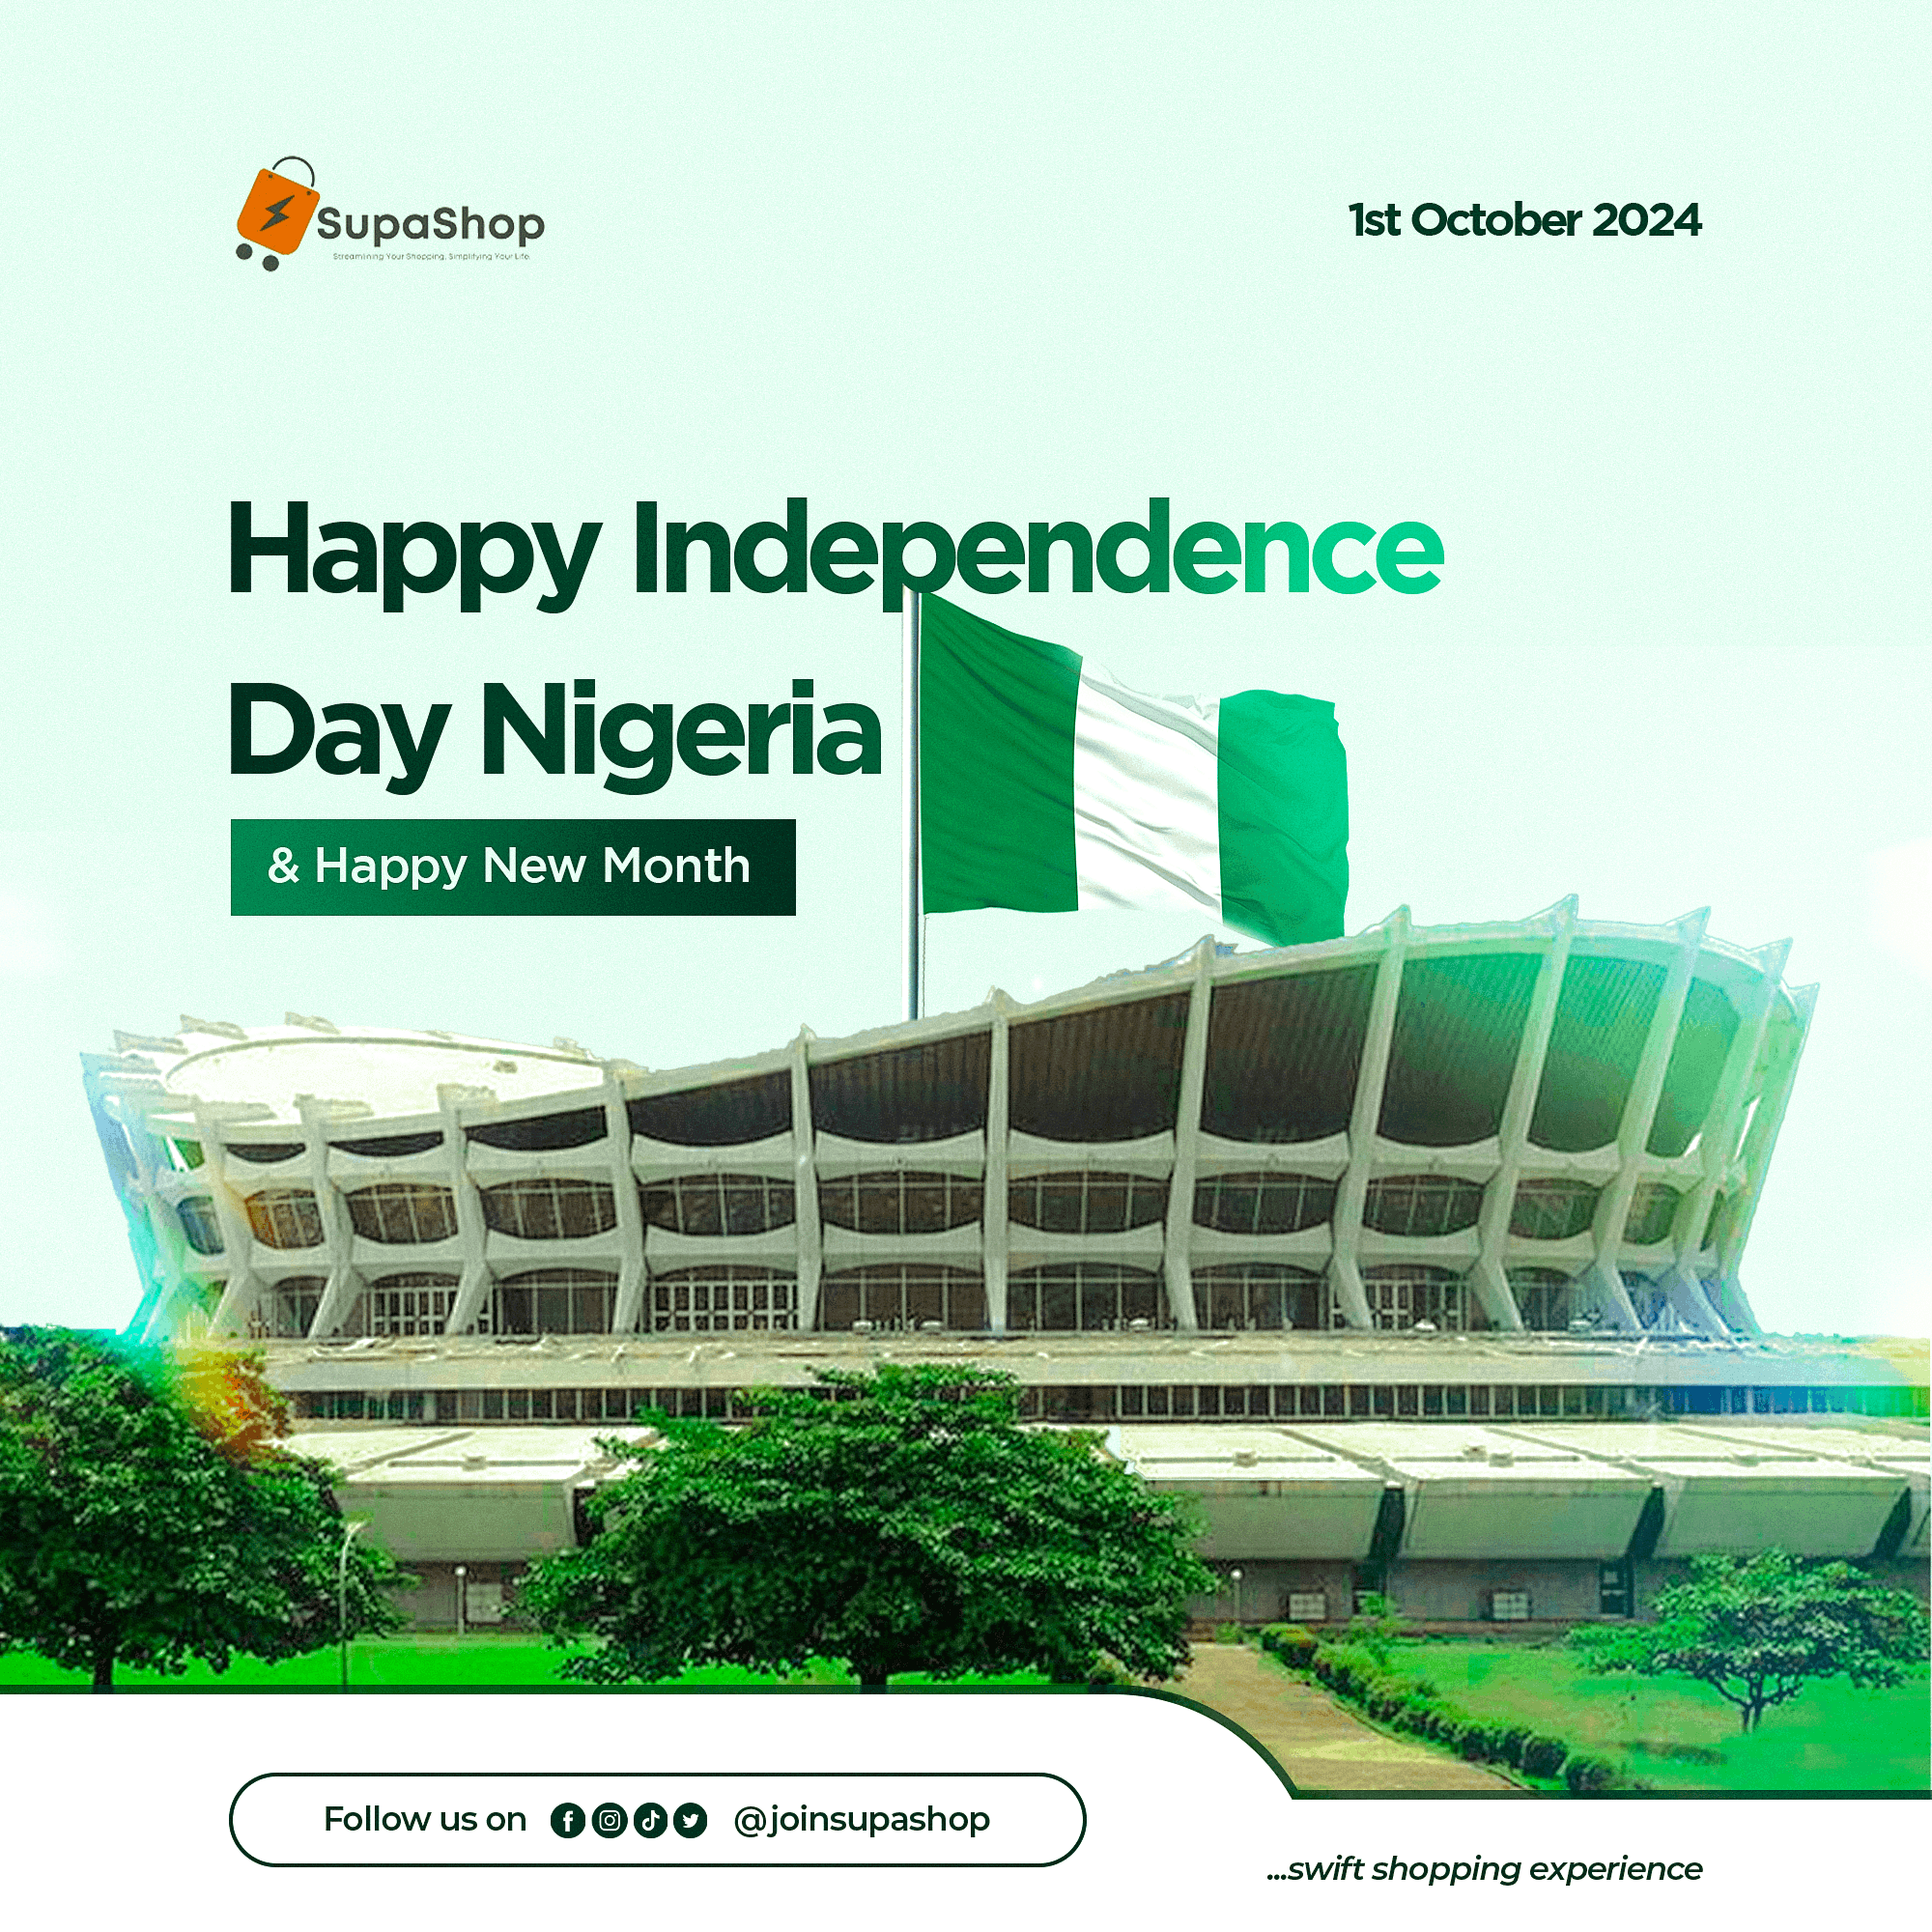 SupaShop
Streamlining Your Shopping, Simplifying Your Life.
1st October 2024
Happy Independence
Day Nigeria
& Happy New Month
Follow us on @joinsupashop
...swift shopping experience